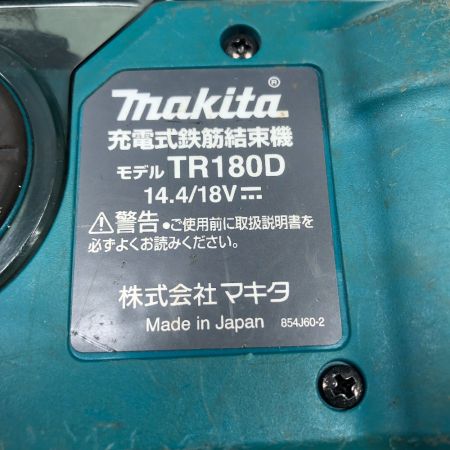 makita®
充電式鉄筋結束機
モデル TR180D
14.4/18V⎓
⚠警告 •ご使用前に取扱説明書を
必ずよくお読みください。
株式会社 マキタ
Made in Japan 854J60-2